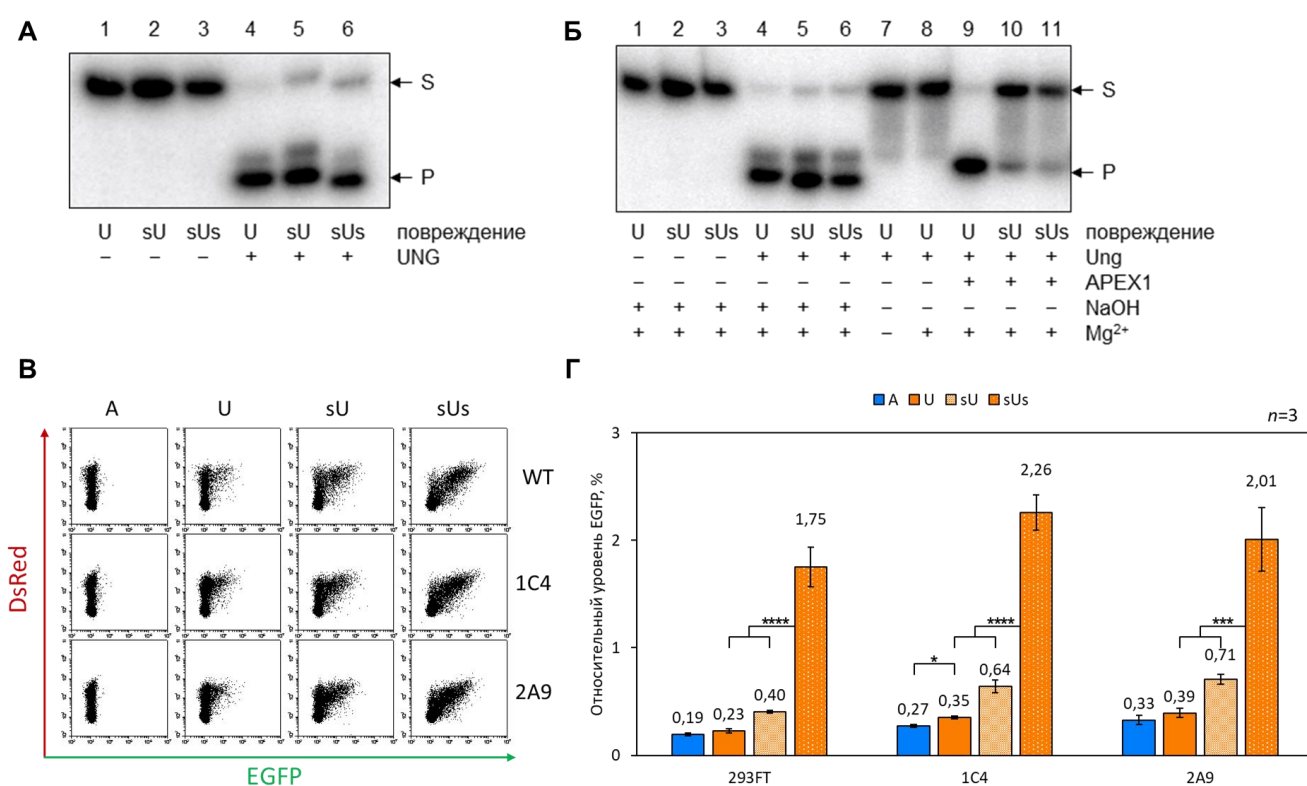 А
1 2 3 4 5 6
S
P
U sU sUs U sU sUs повреждение
– – – + + + UNG
Б
1 2 3 4 5 6 7 8 9 10 11
S
P
U sU sUs U sU sUs U U U sU sUs повреждение
– – – + + + + + + + + Ung
– – – – – – – – + + + APEX1
+ + + + + + – – – – – NaOH
+ + + + + + – + + + + Mg²⁺
В
A U sU sUs
WT
1C4
2A9
DsRed
EGFP
Г
A U sU sUs
n=3
Относительный уровень EGFP, %
3
2
1
0
0,19 0,23 0,40 1,75
****
0,27 0,35 0,64 2,26
* ****
0,33 0,39 0,71 2,01
***
293FT 1C4 2A9